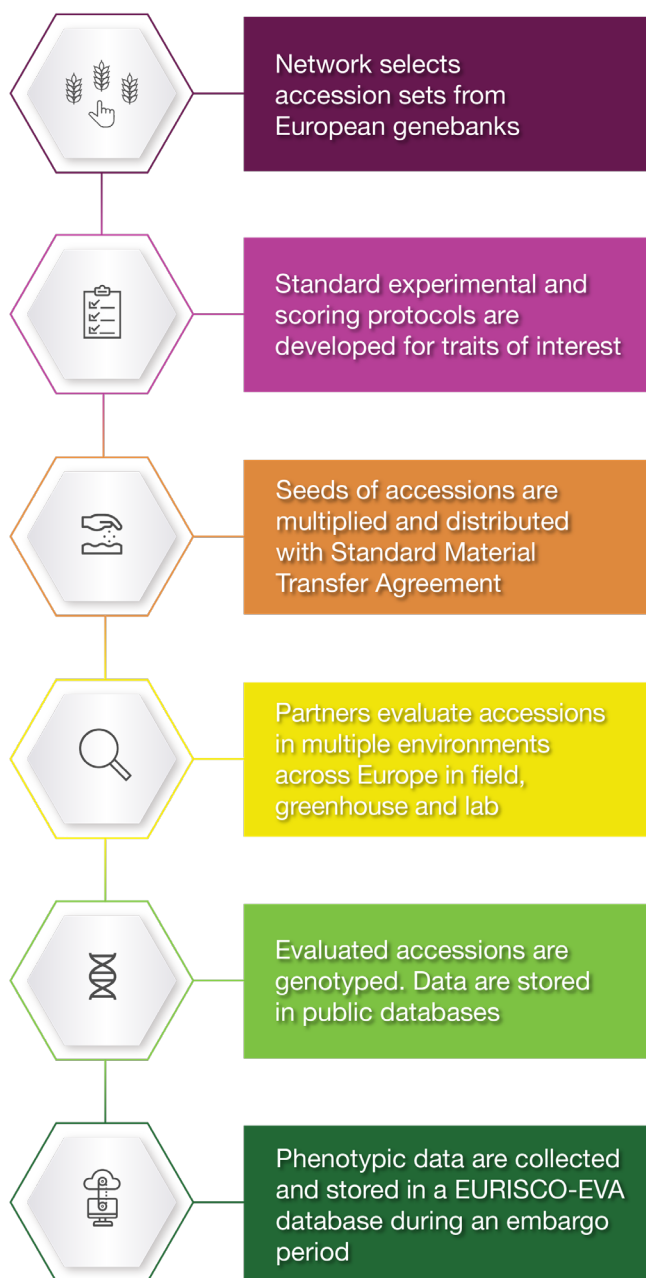 Network selects
accession sets from
European genebanks
Standard experimental and
scoring protocols are
developed for traits of interest
Seeds of accessions are
multiplied and distributed
with Standard Material
Transfer Agreement
Partners evaluate accessions
in multiple environments
across Europe in field,
greenhouse and lab
Evaluated accessions are
genotyped. Data are stored
in public databases
Phenotypic data are collected
and stored in a EURISCO-EVA
database during an embargo
period